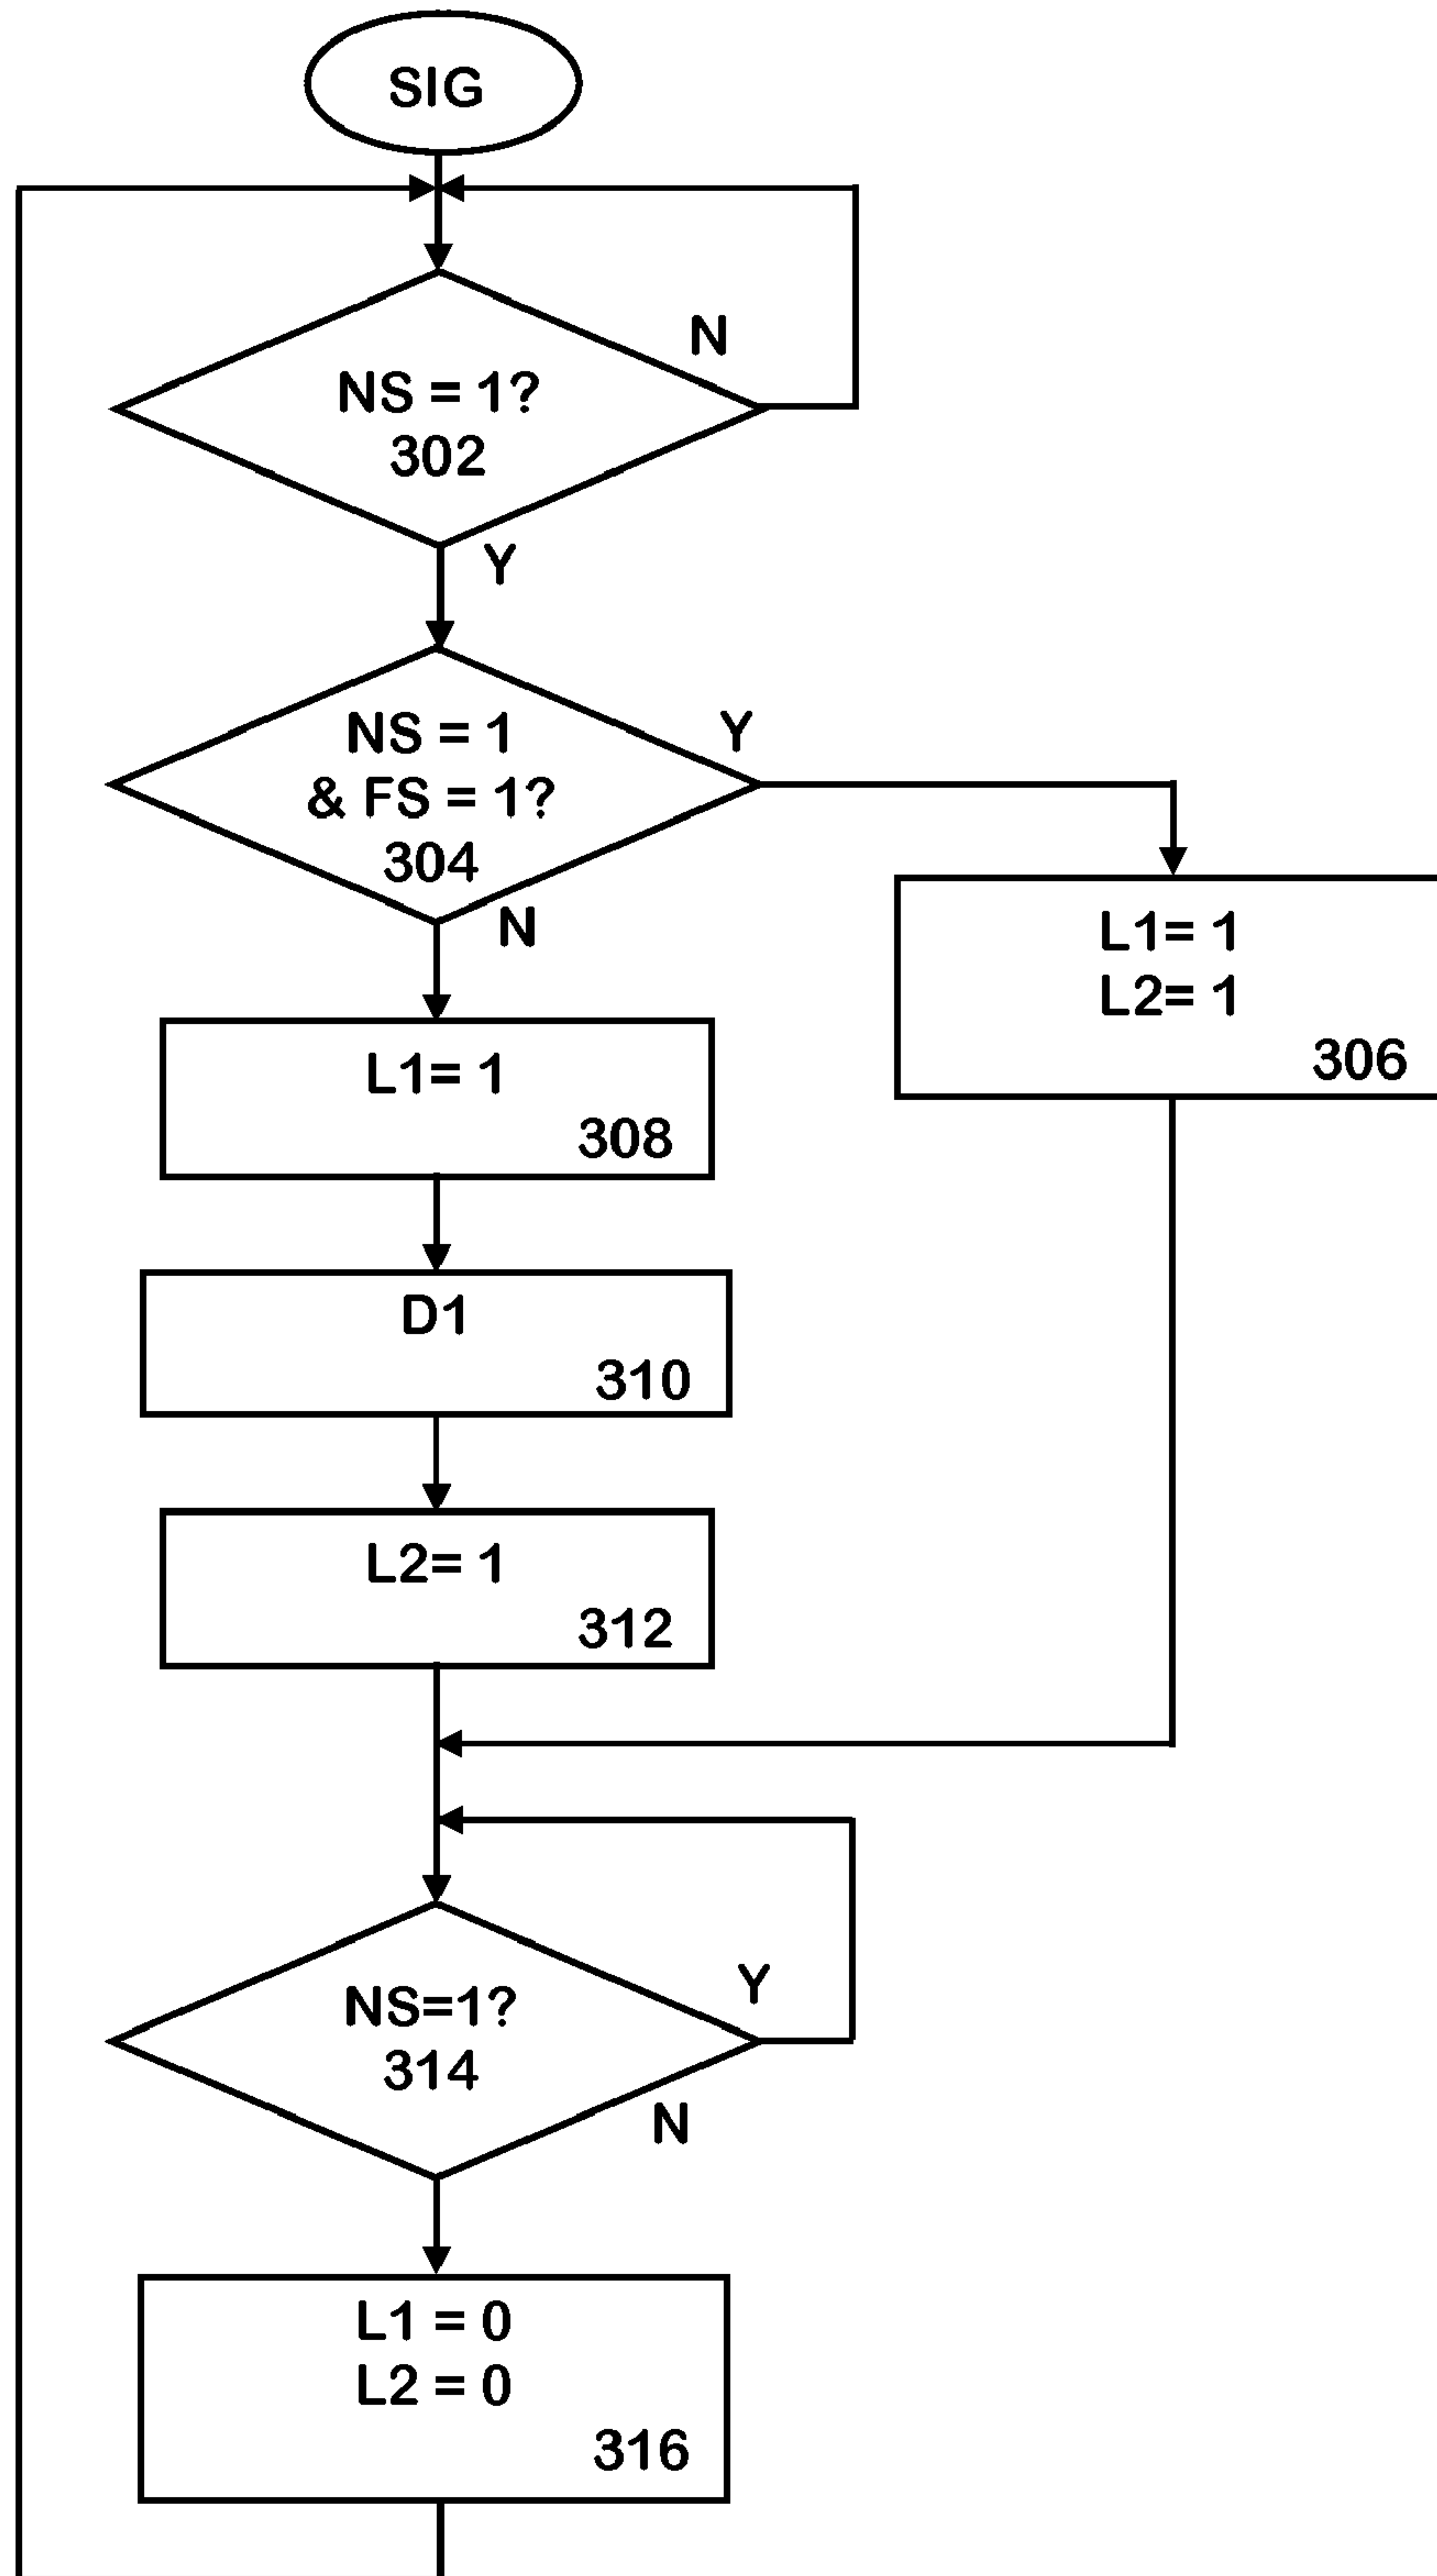 SIG
N
NS = 1?
302
Y
NS = 1
& FS = 1?
304
Y
N
L1= 1
L2= 1
306
L1= 1
308
D1
310
L2= 1
312
NS=1?
314
Y
N
L1 = 0
L2 = 0
316